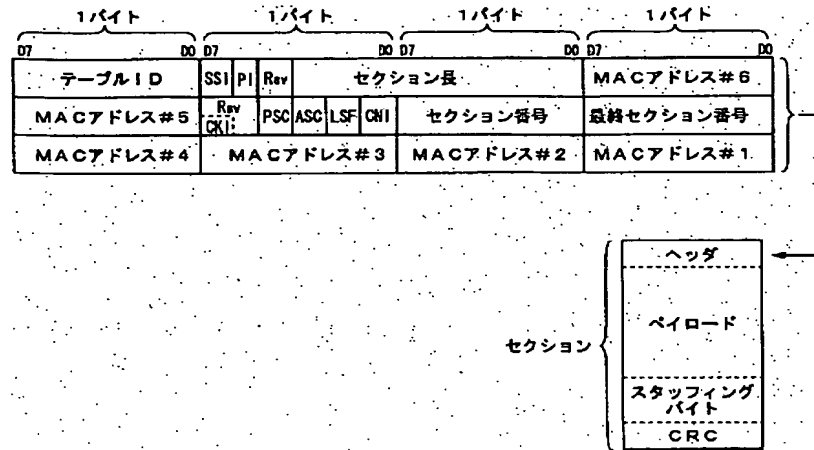 1バイト 1バイト 1バイト 1バイト
D7 D0 D7 D0 D7 D0 D7 D0
テーブルID SSI PI Rsv セクション長 MACアドレス#6
MACアドレス#5 Rsv CKI PSC ASC LSF CNI セクション番号 最終セクション番号
MACアドレス#4 MACアドレス#3 MACアドレス#2 MACアドレス#1
ヘッダ
ペイロード
セクション
スタッフィング
バイト
CRC